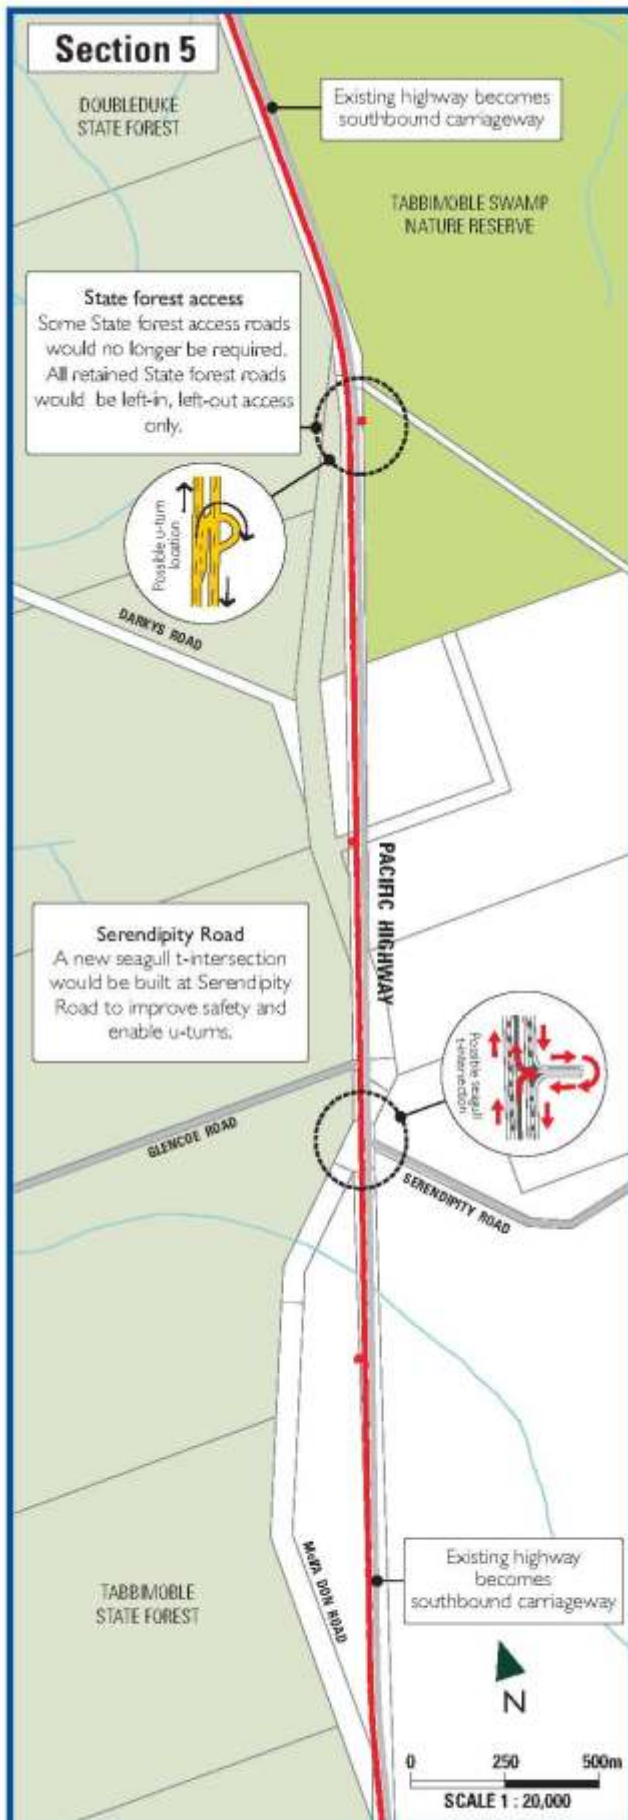 Section 5
DOUBLEDUKE
STATE FOREST
Existing highway becomes
southbound carriageway
TABBIMOBLE SWAMP
NATURE RESERVE
State forest access
Some State forest access roads
would no longer be required.
All retained State forest roads
would be left-in, left-out access
only.
Possible u-turn
location
DARKYS ROAD
PACIFIC HIGHWAY
Serendipity Road
A new seagull t-intersection
would be built at Serendipity
Road to improve safety and
enable u-turns.
Possible seagull
t-intersection
GLENCOE ROAD
SERENDIPITY ROAD
TABBIMOBLE
STATE FOREST
DON ROAD
Existing highway
becomes
southbound carriageway
N
0 250 500m
SCALE 1 : 20,000